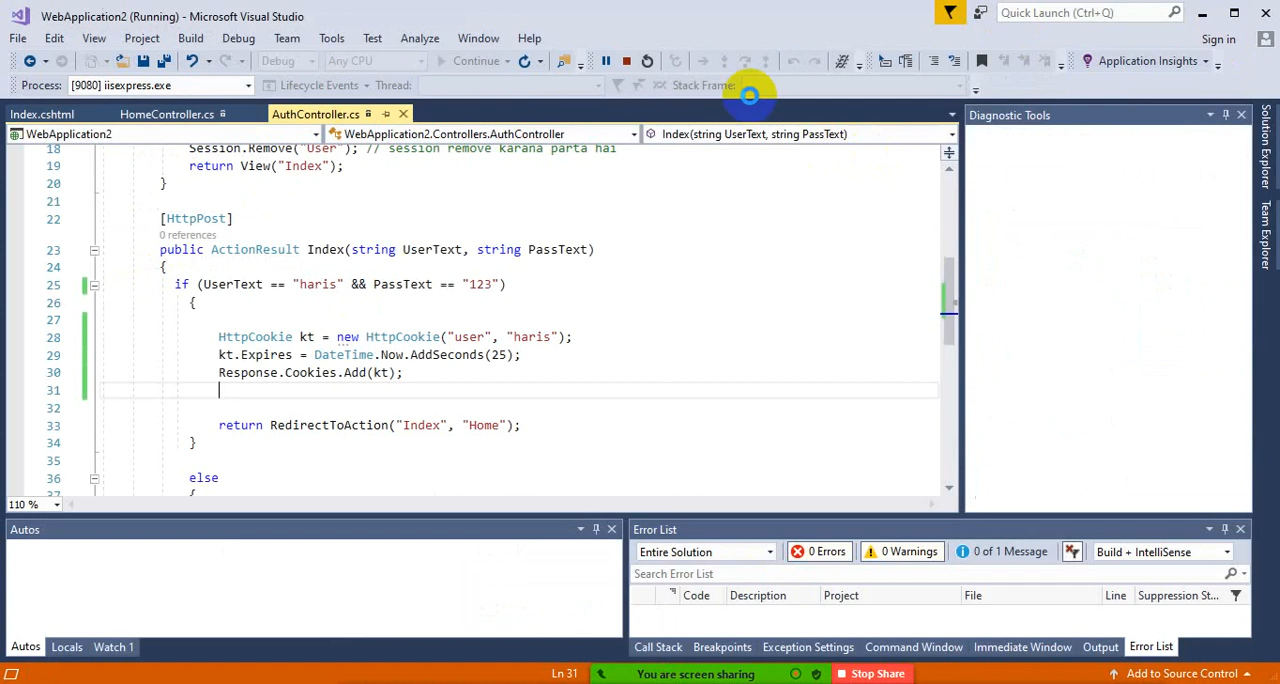 WebApplication2 (Running) - Microsoft Visual Studio
Quick Launch (Ctrl+Q)
File Edit View Project Build Debug Team Tools Test Analyze Window Help
Sign in
Debug Any CPU Continue Application Insights
Process: [9080] iisexpress.exe Lifecycle Events Thread: Stack Frame:
Index.cshtml HomeController.cs AuthController.cs
Diagnostic Tools
WebApplication2 WebApplication2.Controllers.AuthController Index(string UserText, string PassText)
18 Session.Remove("User"); // session remove karana parta hai
19 return View("Index");
20 }
21
22 [HttpPost]
0 references
23 public ActionResult Index(string UserText, string PassText)
24 {
25 if (UserText == "haris" && PassText == "123")
26 {
27
28 HttpCookie kt = new HttpCookie("user", "haris");
29 kt.Expires = DateTime.Now.AddSeconds(25);
30 Response.Cookies.Add(kt);
31
32
33 return RedirectToAction("Index", "Home");
34 }
35
36 else
37 {
110 %
Solution Explorer
Team Explorer
Autos
Error List
Entire Solution 0 Errors 0 Warnings 0 of 1 Message Build + IntelliSense
Search Error List
Code Description Project File Line Suppression St...
Autos Locals Watch 1
Call Stack Breakpoints Exception Settings Command Window Immediate Window Output Error List
Ln 31 You are screen sharing Stop Share Add to Source Control